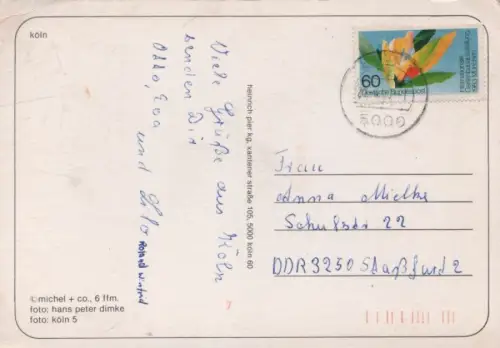 köln
Viele Grüße aus Köln
senden Dir
Otto, Eva und Lilo
Roland
heinrich pier kg, xantener straße 105, 5000 köln 60
©michel + co., 6 ffm.
foto: hans peter dimke
foto: köln 5
60
Deutsche Bundespost
5000
Frau
Anna Mielke
Schulstr 22
DDR 3250 Staßfurt 2